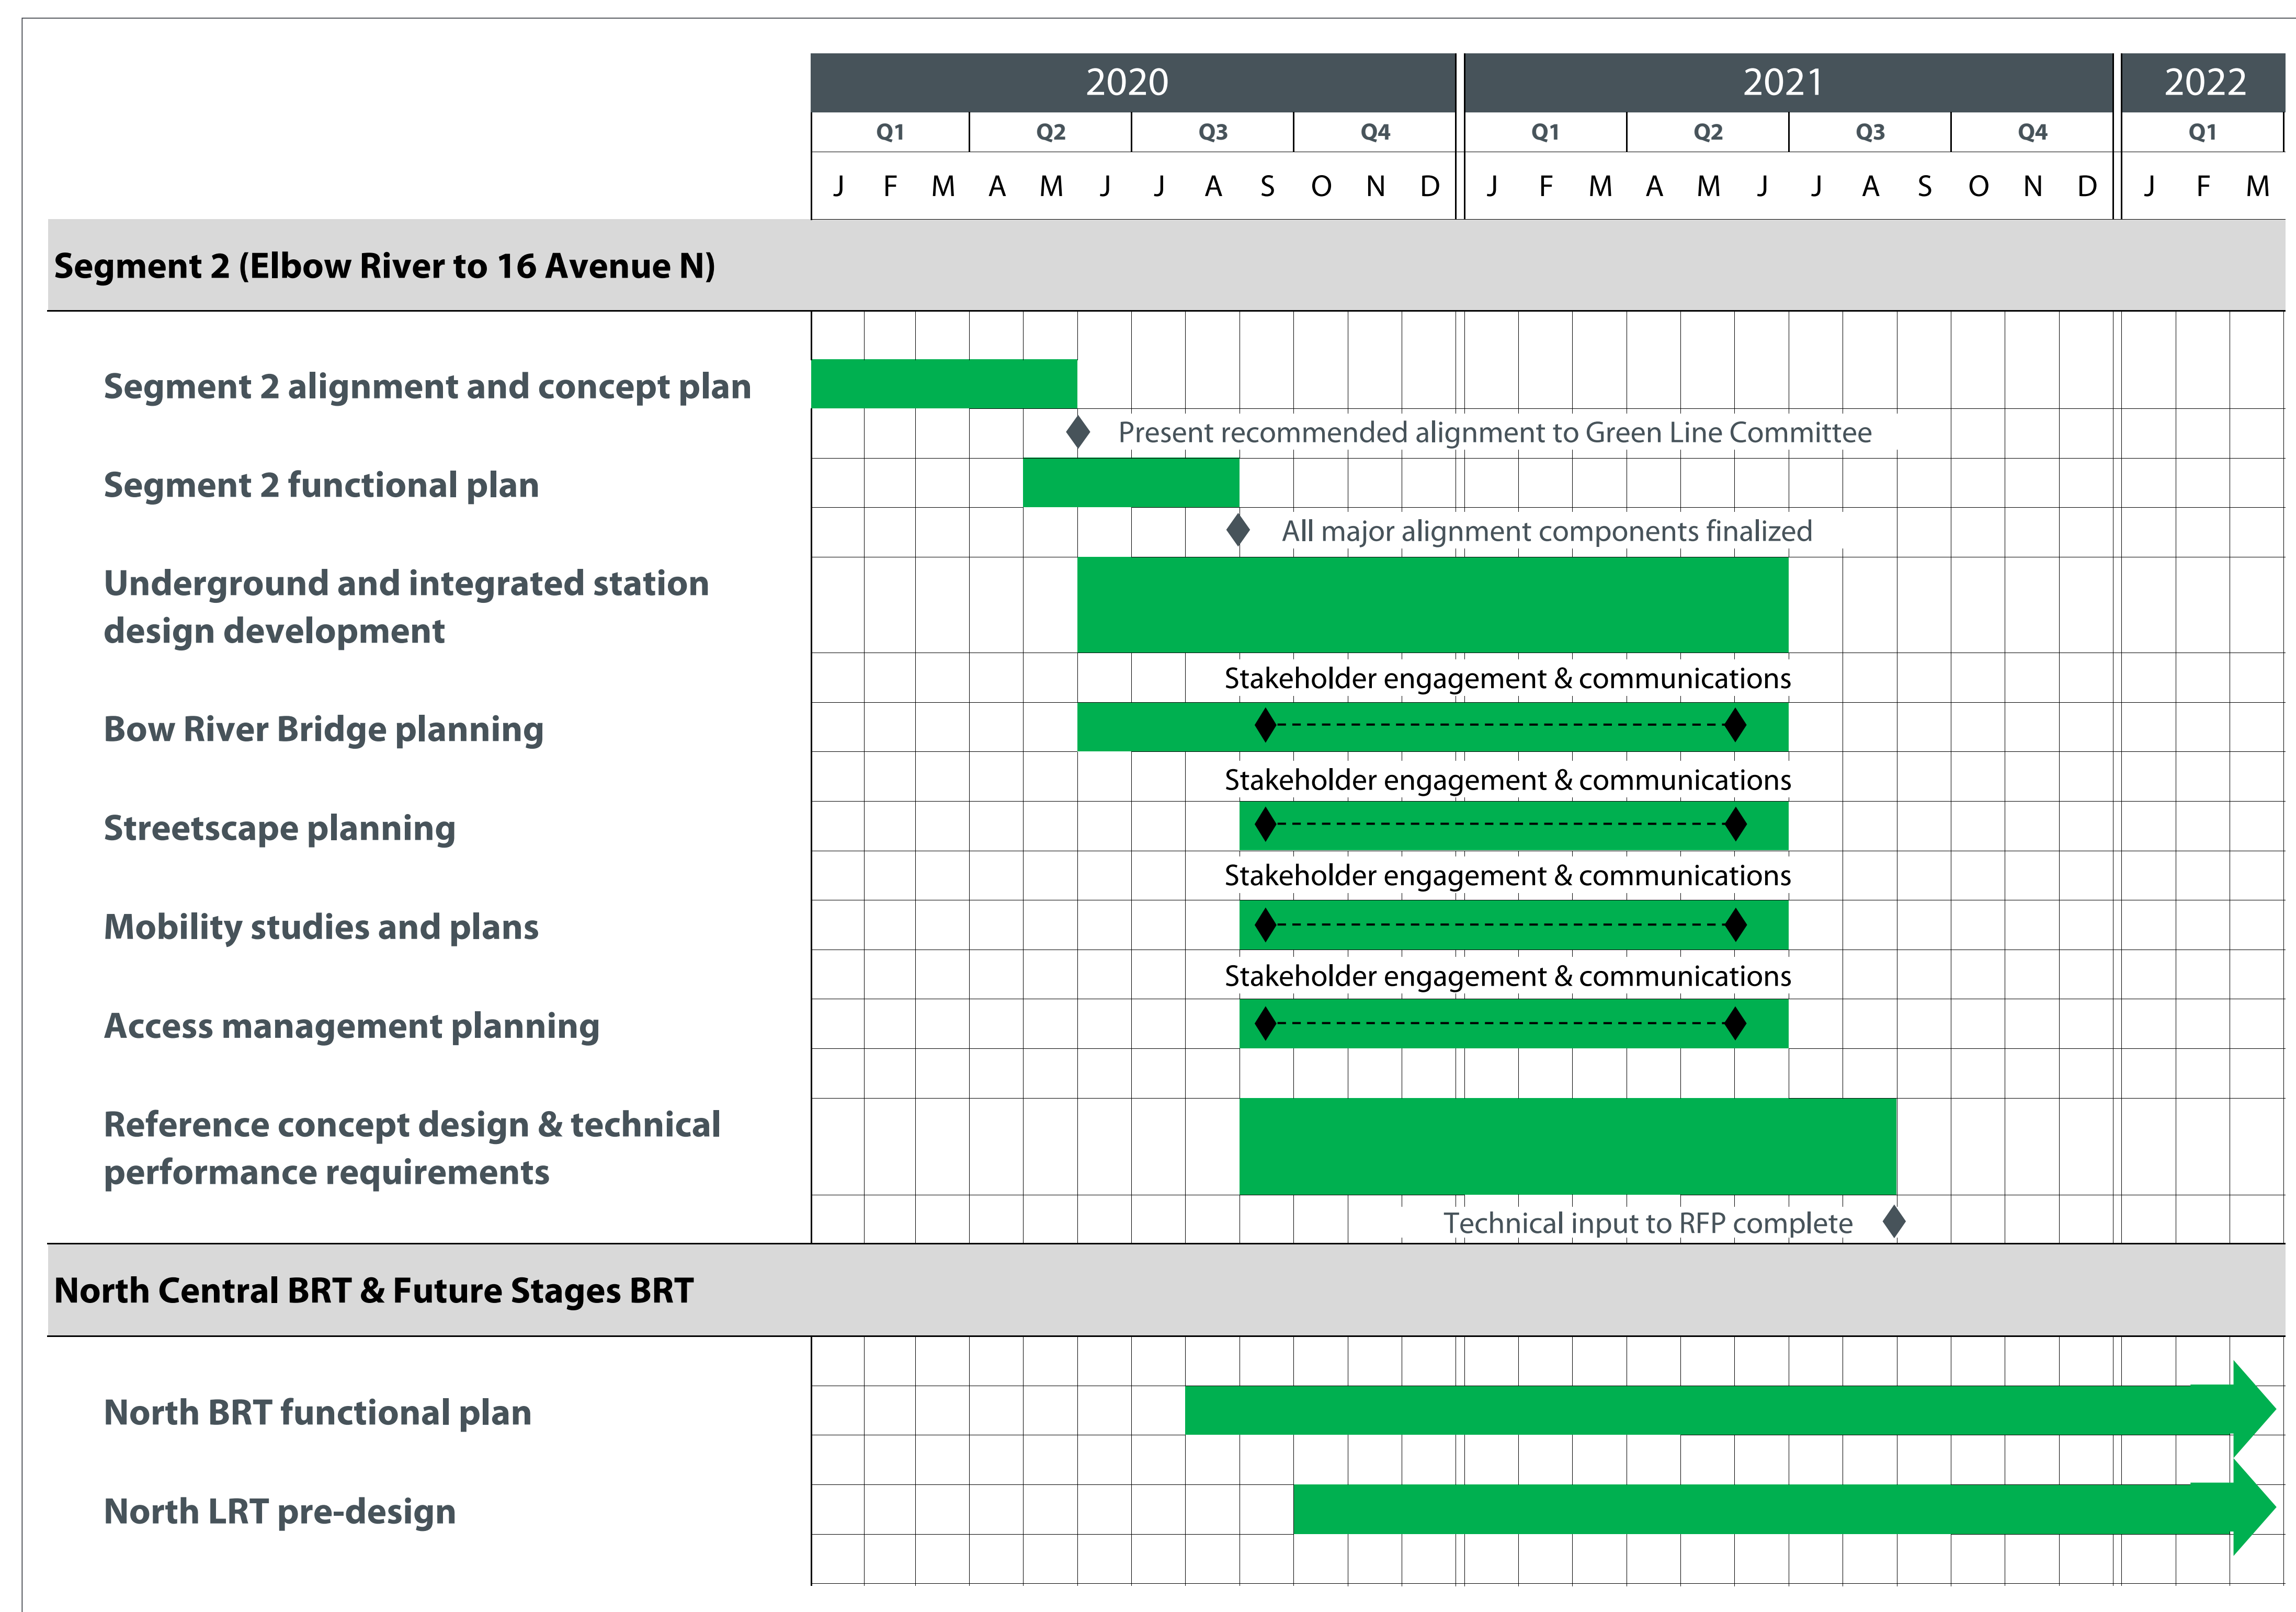 2020 2021 2022
Q1 Q2 Q3 Q4 Q1 Q2 Q3 Q4 Q1
J F M A M J J A S O N D J F M A M J J A S O N D J F M
Segment 2 (Elbow River to 16 Avenue N)
Segment 2 alignment and concept plan
Present recommended alignment to Green Line Committee
Segment 2 functional plan
All major alignment components finalized
Underground and integrated station
design development
Stakeholder engagement & communications
Bow River Bridge planning
Stakeholder engagement & communications
Streetscape planning
Stakeholder engagement & communications
Mobility studies and plans
Stakeholder engagement & communications
Access management planning
Reference concept design & technical
performance requirements
Technical input to RFP complete
North Central BRT & Future Stages BRT
North BRT functional plan
North LRT pre-design